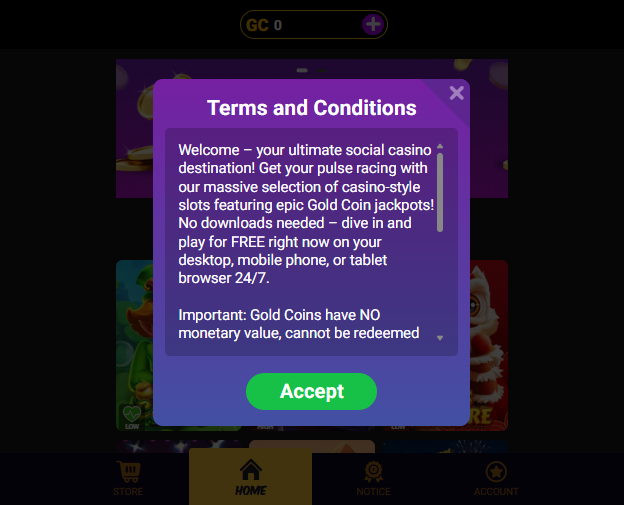 GC 0
Terms and Conditions
Welcome – your ultimate social casino
destination! Get your pulse racing with
our massive selection of casino-style
slots featuring epic Gold Coin jackpots!
No downloads needed – dive in and
play for FREE right now on your
desktop, mobile phone, or tablet
browser 24/7.
Important: Gold Coins have NO
monetary value, cannot be redeemed
Accept
LOW
HIGH
LOW
STORE
HOME
NOTICE
ACCOUNT